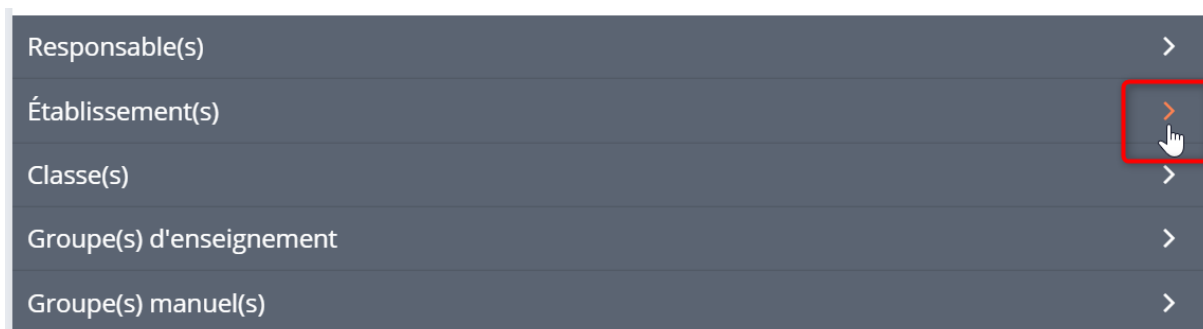 Responsable(s)
Établissement(s)
Classe(s)
Groupe(s) d'enseignement
Groupe(s) manuel(s)